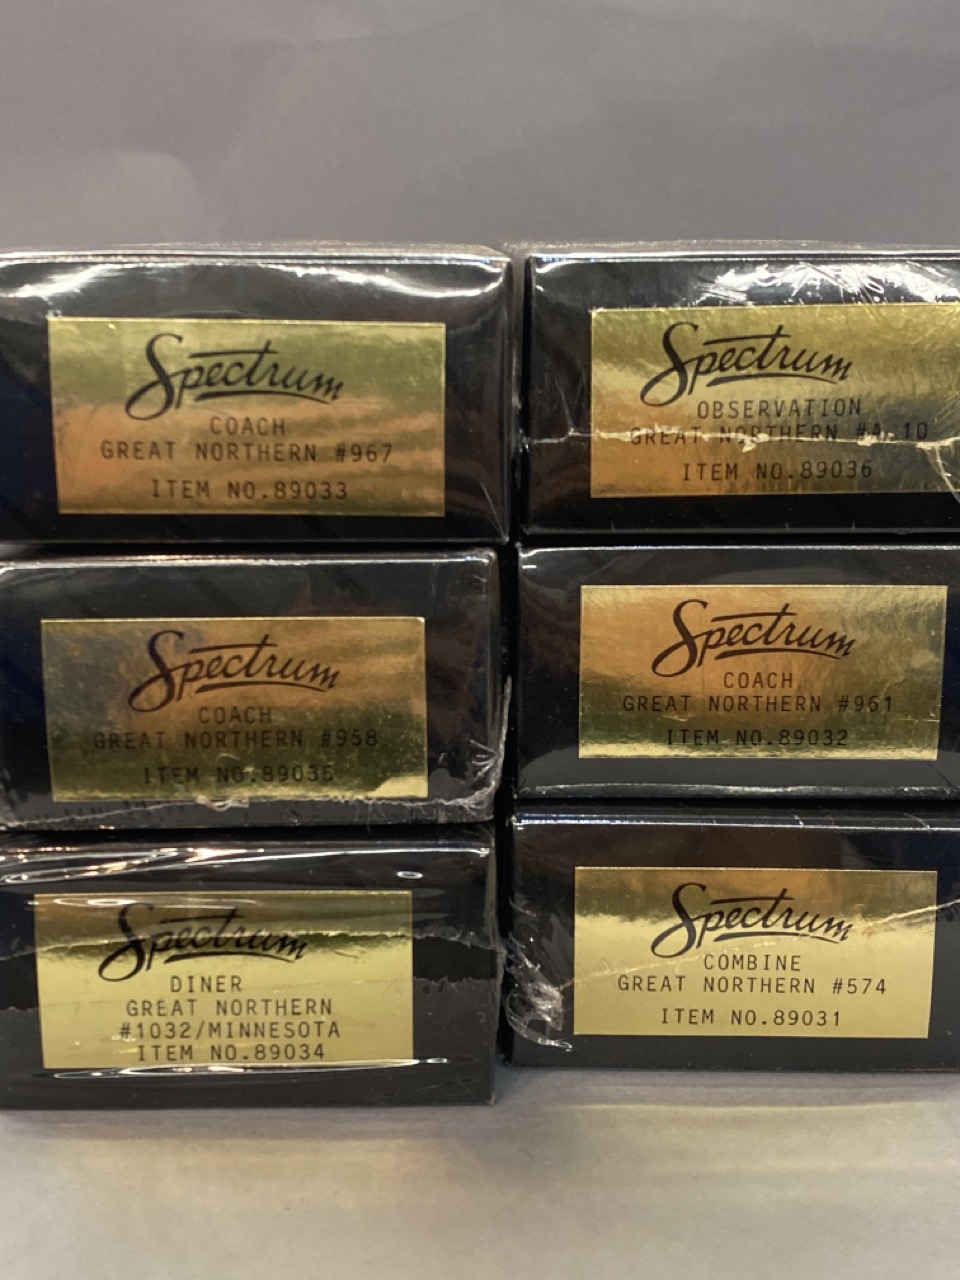 Spectrum
COACH
GREAT NORTHERN #967
ITEM NO.89033
Spectrum
OBSERVATION
GREAT NORTHERN #A-10
ITEM NO.89036
Spectrum
COACH
GREAT NORTHERN #958
ITEM NO.89035
Spectrum
COACH
GREAT NORTHERN #961
ITEM NO.89032
Spectrum
DINER
GREAT NORTHERN
#1032/MINNESOTA
ITEM NO.89034
Spectrum
COMBINE
GREAT NORTHERN #574
ITEM NO.89031